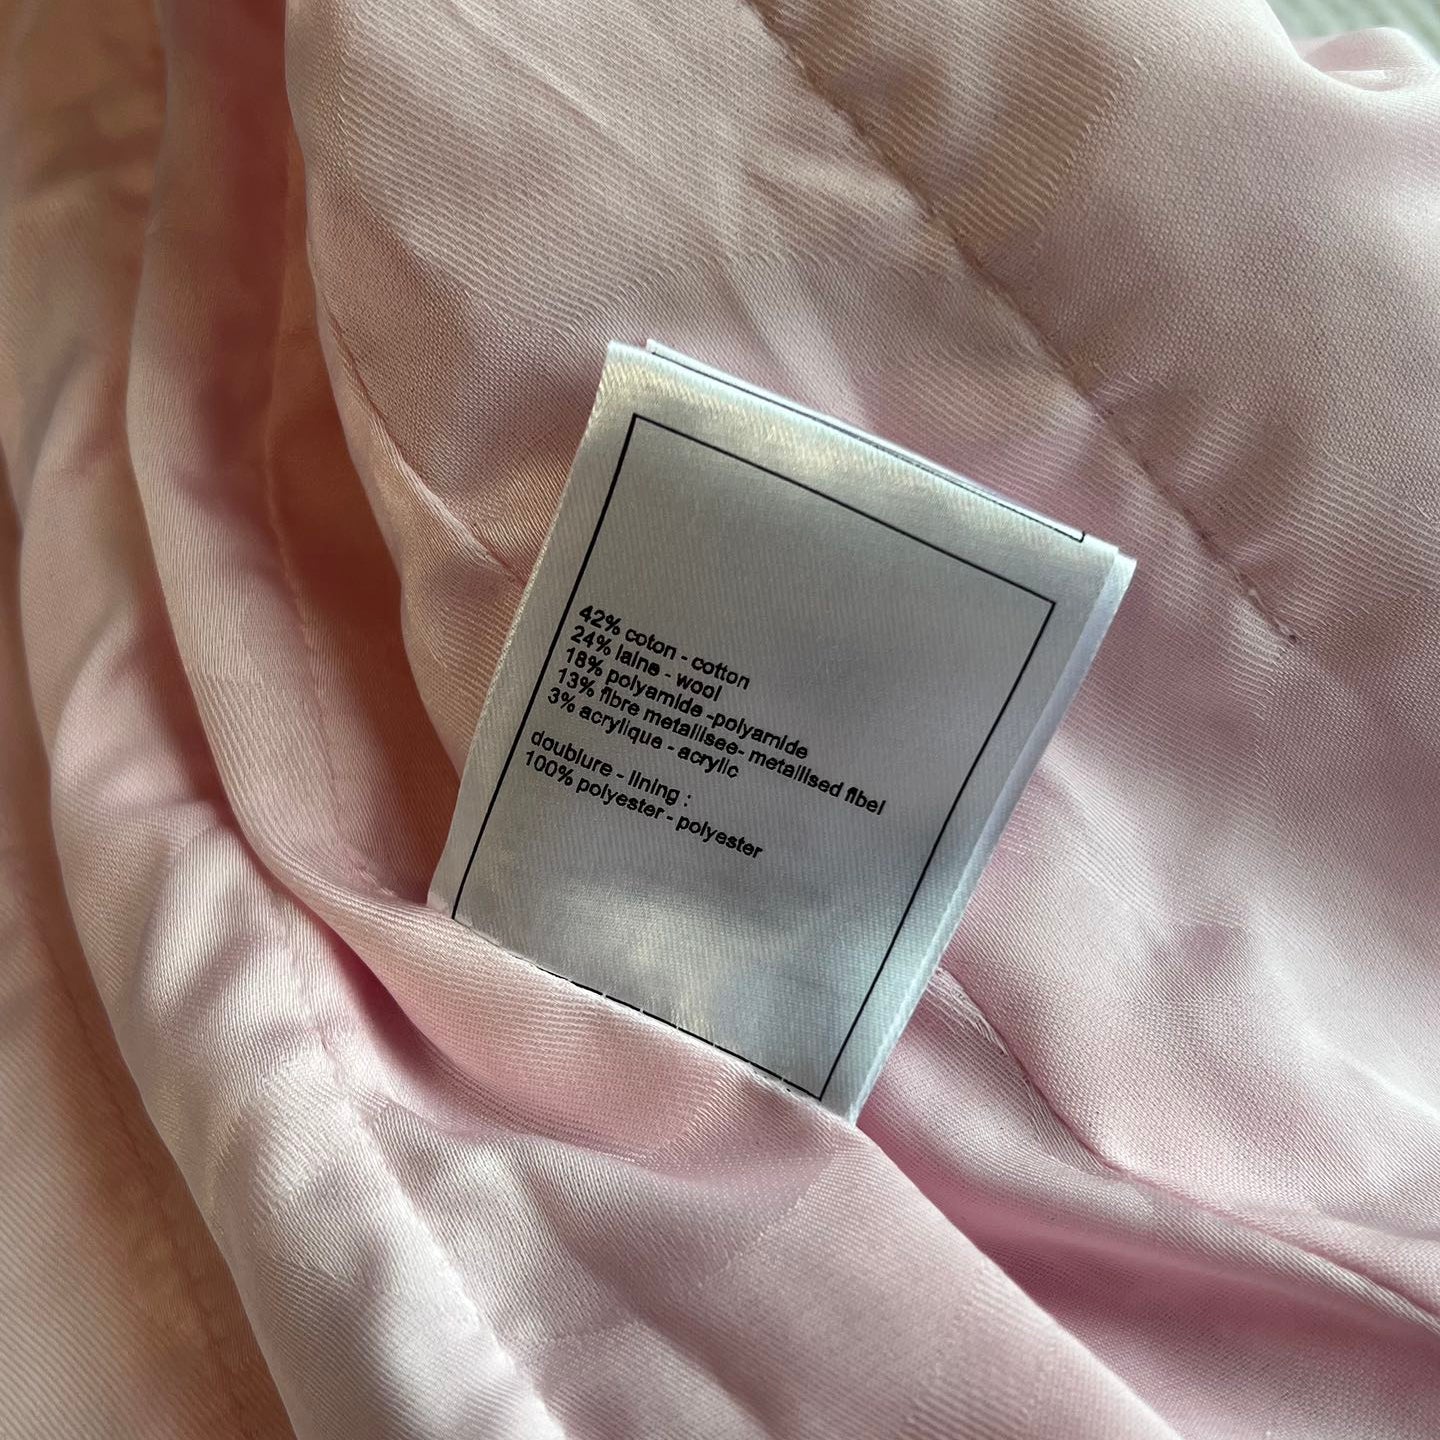 42% coton - cotton
24% laine - wool
18% polyamide -polyamide
13% fibre metallisee- metallised fibel
3% acrylique - acrylic
doublure - lining :
100% polyester - polyester